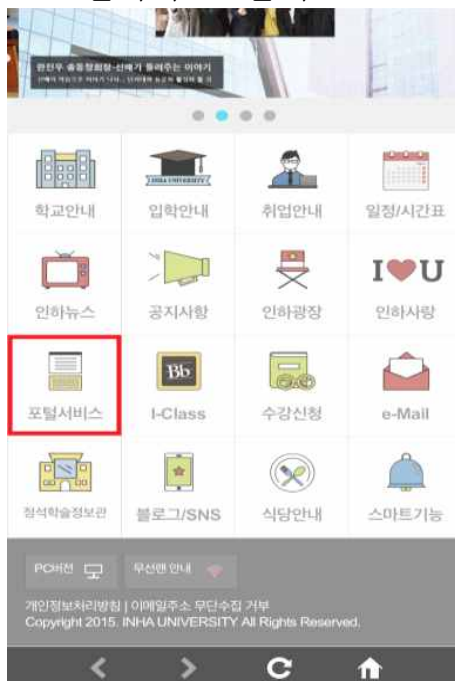 한진우 총동창회장-선배가 들려주는 이야기
INHA UNIVERSITY
학교안내
입학안내
취업안내
일정/시간표
I U
인하뉴스
공지사항
인하광장
인하사랑
Bb
포털서비스
I-Class
수강신청
e-Mail
정석학술정보관
블로그/SNS
식당안내
스마트기능
PC버전
무선랜 안내
개인정보처리방침 | 이메일주소 무단수집 거부
Copyright 2015. INHA UNIVERSITY All Rights Reserved.